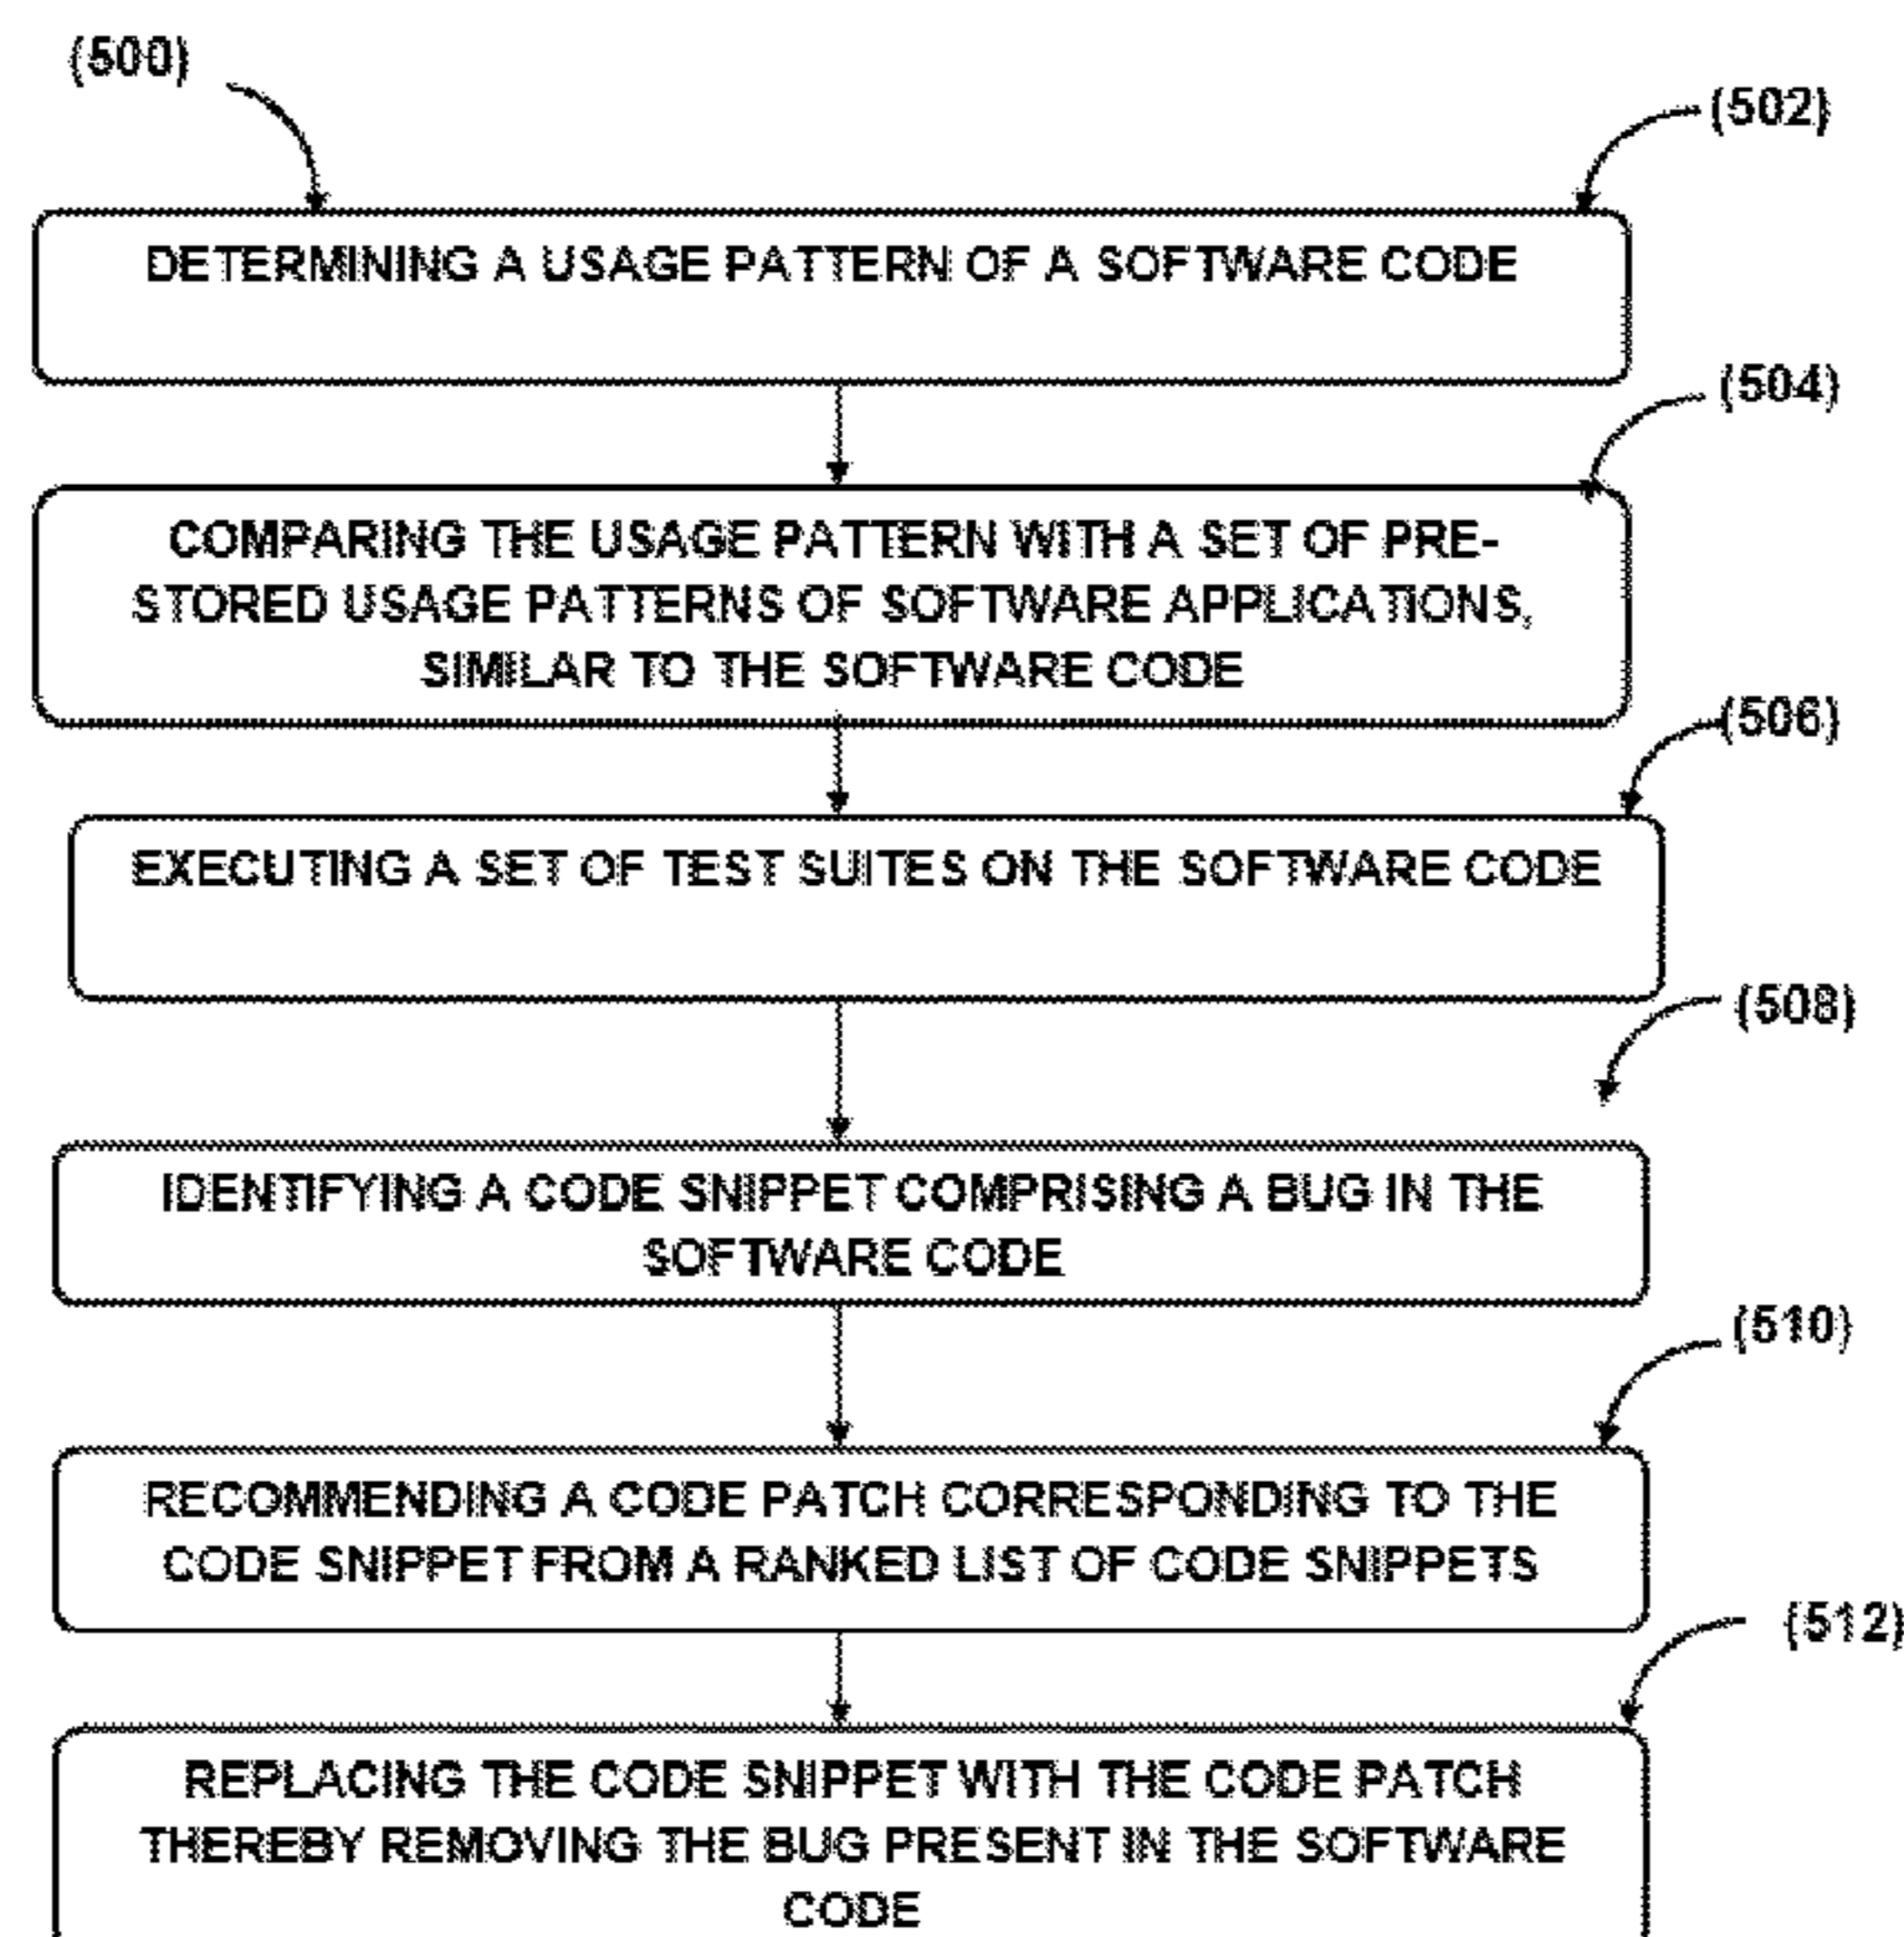 (500)
(502)
DETERMINING A USAGE PATTERN OF A SOFTWARE CODE
(504)
COMPARING THE USAGE PATTERN WITH A SET OF PRE-
STORED USAGE PATTERNS OF SOFTWARE APPLICATIONS,
SIMILAR TO THE SOFTWARE CODE
(506)
EXECUTING A SET OF TEST SUITES ON THE SOFTWARE CODE
(508)
IDENTIFYING A CODE SNIPPET COMPRISING A BUG IN THE
SOFTWARE CODE
(510)
RECOMMENDING A CODE PATCH CORRESPONDING TO THE
CODE SNIPPET FROM A RANKED LIST OF CODE SNIPPETS
(512)
REPLACING THE CODE SNIPPET WITH THE CODE PATCH
THEREBY REMOVING THE BUG PRESENT IN THE SOFTWARE
CODE